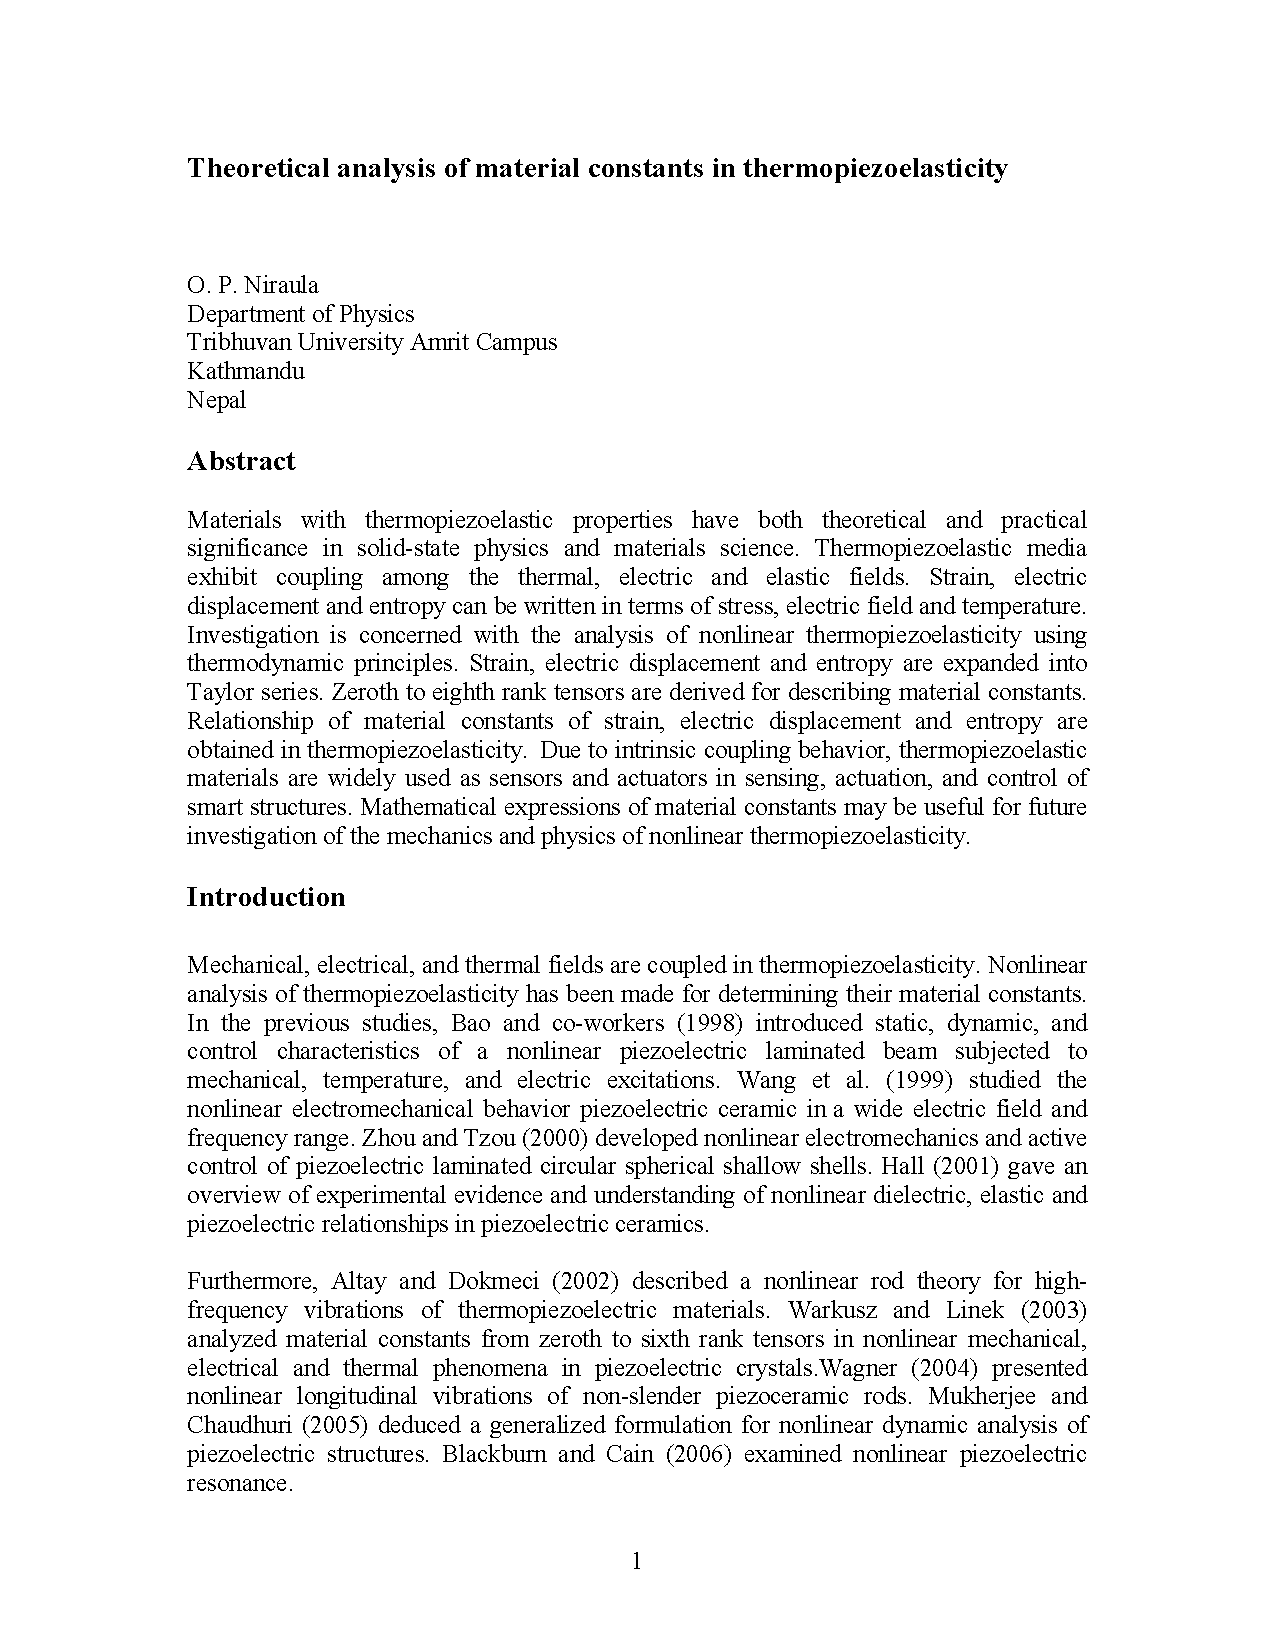 Theoretical analysis of material constants in thermopiezoelasticity
O. P. Niraula
Department of Physics
Tribhuvan University Amrit Campus
Kathmandu
Nepal
Abstract
Materials with thermopiezoelastic properties have both theoretical and practical
significance in solid-state physics and materials science. Thermopiezoelastic media
exhibit coupling among the thermal, electric and elastic fields. Strain, electric
displacement and entropy can be written in terms of stress, electric field and temperature.
Investigation is concerned with the analysis of nonlinear thermopiezoelasticity using
thermodynamic principles. Strain, electric displacement and entropy are expanded into
Taylor series. Zeroth to eighth rank tensors are derived for describing material constants.
Relationship of material constants of strain, electric displacement and entropy are
obtained in thermopiezoelasticity. Due to intrinsic coupling behavior, thermopiezoelastic
materials are widely used as sensors and actuators in sensing, actuation, and control of
smart structures. Mathematical expressions of material constants may be useful for future
investigation of the mechanics and physics of nonlinear thermopiezoelasticity.
Introduction
Mechanical, electrical, and thermal fields are coupled in thermopiezoelasticity. Nonlinear
analysis of thermopiezoelasticity has been made for determining their material constants.
In the previous studies, Bao and co-workers (1998) introduced static, dynamic, and
control characteristics of a nonlinear piezoelectric laminated beam subjected to
mechanical, temperature, and electric excitations. Wang et al. (1999) studied the
nonlinear electromechanical behavior piezoelectric ceramic in a wide electric field and
frequency range. Zhou and Tzou (2000) developed nonlinear electromechanics and active
control of piezoelectric laminated circular spherical shallow shells. Hall (2001) gave an
overview of experimental evidence and understanding of nonlinear dielectric, elastic and
piezoelectric relationships in piezoelectric ceramics.
Furthermore, Altay and Dokmeci (2002) described a nonlinear rod theory for high-
frequency vibrations of thermopiezoelectric materials. Warkusz and Linek (2003)
analyzed material constants from zeroth to sixth rank tensors in nonlinear mechanical,
electrical and thermal phenomena in piezoelectric crystals.Wagner (2004) presented
nonlinear longitudinal vibrations of non-slender piezoceramic rods. Mukherjee and
Chaudhuri (2005) deduced a generalized formulation for nonlinear dynamic analysis of
piezoelectric structures. Blackburn and Cain (2006) examined nonlinear piezoelectric
resonance.
1